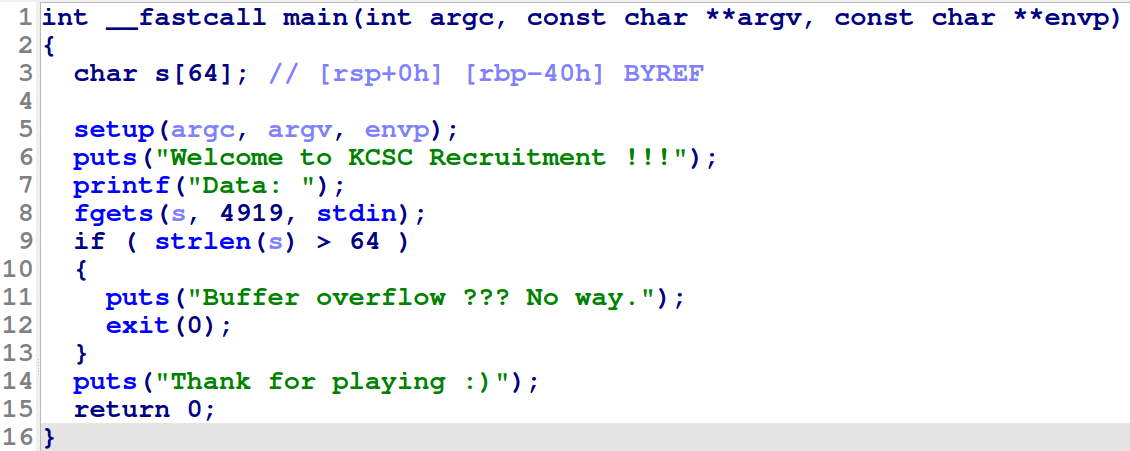 1 int __fastcall main(int argc, const char **argv, const char **envp)
2 {
3   char s[64]; // [rsp+0h] [rbp-40h] BYREF
4
5   setup(argc, argv, envp);
6   puts("Welcome to KCSC Recruitment !!!");
7   printf("Data: ");
8   fgets(s, 4919, stdin);
9   if ( strlen(s) > 64 )
10   {
11     puts("Buffer overflow ??? No way.");
12     exit(0);
13   }
14   puts("Thank for playing :)");
15   return 0;
16 }